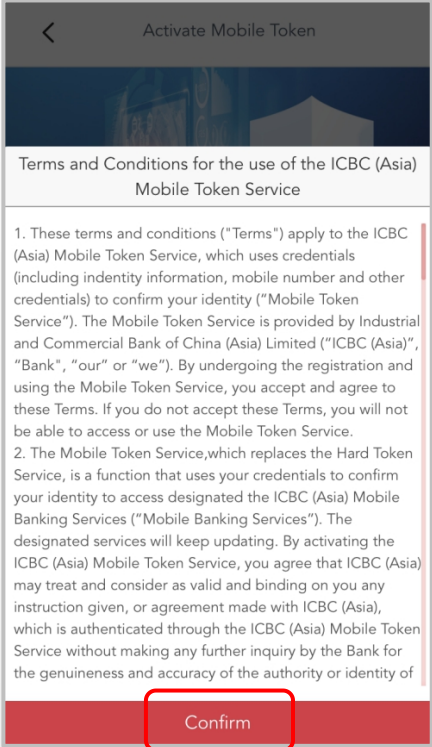 Activate Mobile Token
Terms and Conditions for the use of the ICBC (Asia)
Mobile Token Service
1. These terms and conditions ("Terms") apply to the ICBC
(Asia) Mobile Token Service, which uses credentials
(including indentity information, mobile number and other
credentials) to confirm your identity (“Mobile Token
Service”). The Mobile Token Service is provided by Industrial
and Commercial Bank of China (Asia) Limited (“ICBC (Asia)”,
“Bank", “our” or “we”). By undergoing the registration and
using the Mobile Token Service, you accept and agree to
these Terms. If you do not accept these Terms, you will not
be able to access or use the Mobile Token Service.
2. The Mobile Token Service,which replaces the Hard Token
Service, is a function that uses your credentials to confirm
your identity to access designated the ICBC (Asia) Mobile
Banking Services (“Mobile Banking Services”). The
designated services will keep updating. By activating the
ICBC (Asia) Mobile Token Service, you agree that ICBC (Asia)
may treat and consider as valid and binding on you any
instruction given, or agreement made with ICBC (Asia),
which is authenticated through the ICBC (Asia) Mobile Token
Service without making any further inquiry by the Bank for
the genuineness and accuracy of the authority or identity of
Confirm